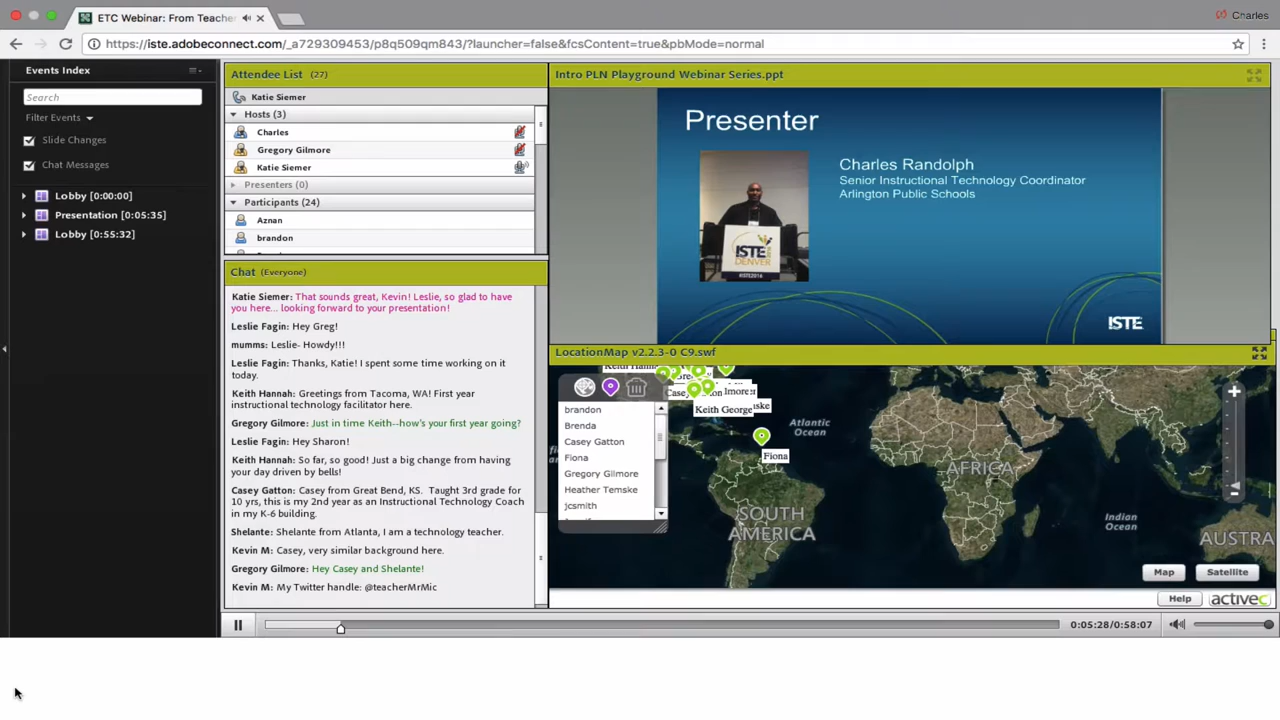 ETC Webinar: From Teacher
Charles
https://iste.adobeconnect.com/_a729309453/p8q509qm843/?launcher=false&fcsContent=true&pbMode=normal
Events Index
Search
Filter Events
Slide Changes
Chat Messages
Lobby [0:00:00]
Presentation [0:05:35]
Lobby [0:55:32]
Attendee List (27)
Katie Siemer
Hosts (3)
Charles
Gregory Gilmore
Katie Siemer
Presenters (0)
Participants (24)
Aznan
brandon
Chat (Everyone)
Katie Siemer: That sounds great, Kevin! Leslie, so glad to
have you here... looking forward to your presentation!
Leslie Fagin: Hey Greg!
mumms: Leslie- Howdy!!!
Leslie Fagin: Thanks, Katie! I spent some time working on it
today.
Keith Hannah: Greetings from Tacoma, WA! First year
instructional technology facilitator here.
Gregory Gilmore: Just in time Keith--how's your first year going?
Leslie Fagin: Hey Sharon!
Keith Hannah: So far, so good! Just a big change from having
your day driven by bells!
Casey Gatton: Casey from Great Bend, KS. Taught 3rd grade for
10 yrs, this is my 2nd year as an Instructional Technology Coach
in my K-6 building.
Shelante: Shelante from Atlanta, I am a technology teacher.
Kevin M: Casey, very similar background here.
Gregory Gilmore: Hey Casey and Shelante!
Kevin M: My Twitter handle: @teacherMrMic
Intro PLN Playground Webinar Series.ppt
Presenter
Charles Randolph
Senior Instructional Technology Coordinator
Arlington Public Schools
ISTE
DENVER
ISTE2016
ISTE
LocationMap v2.2.3-0 C9.swf
Keith George
Fiona
brandon
Brenda
Casey Gatton
Fiona
Gregory Gilmore
Heather Temske
jcsmith
Atlantic
Ocean
AFRICA
SOUTH
AMERICA
Indian
Ocean
AUSTRA
Map
Satellite
Help
activec
0:05:28/0:58:07